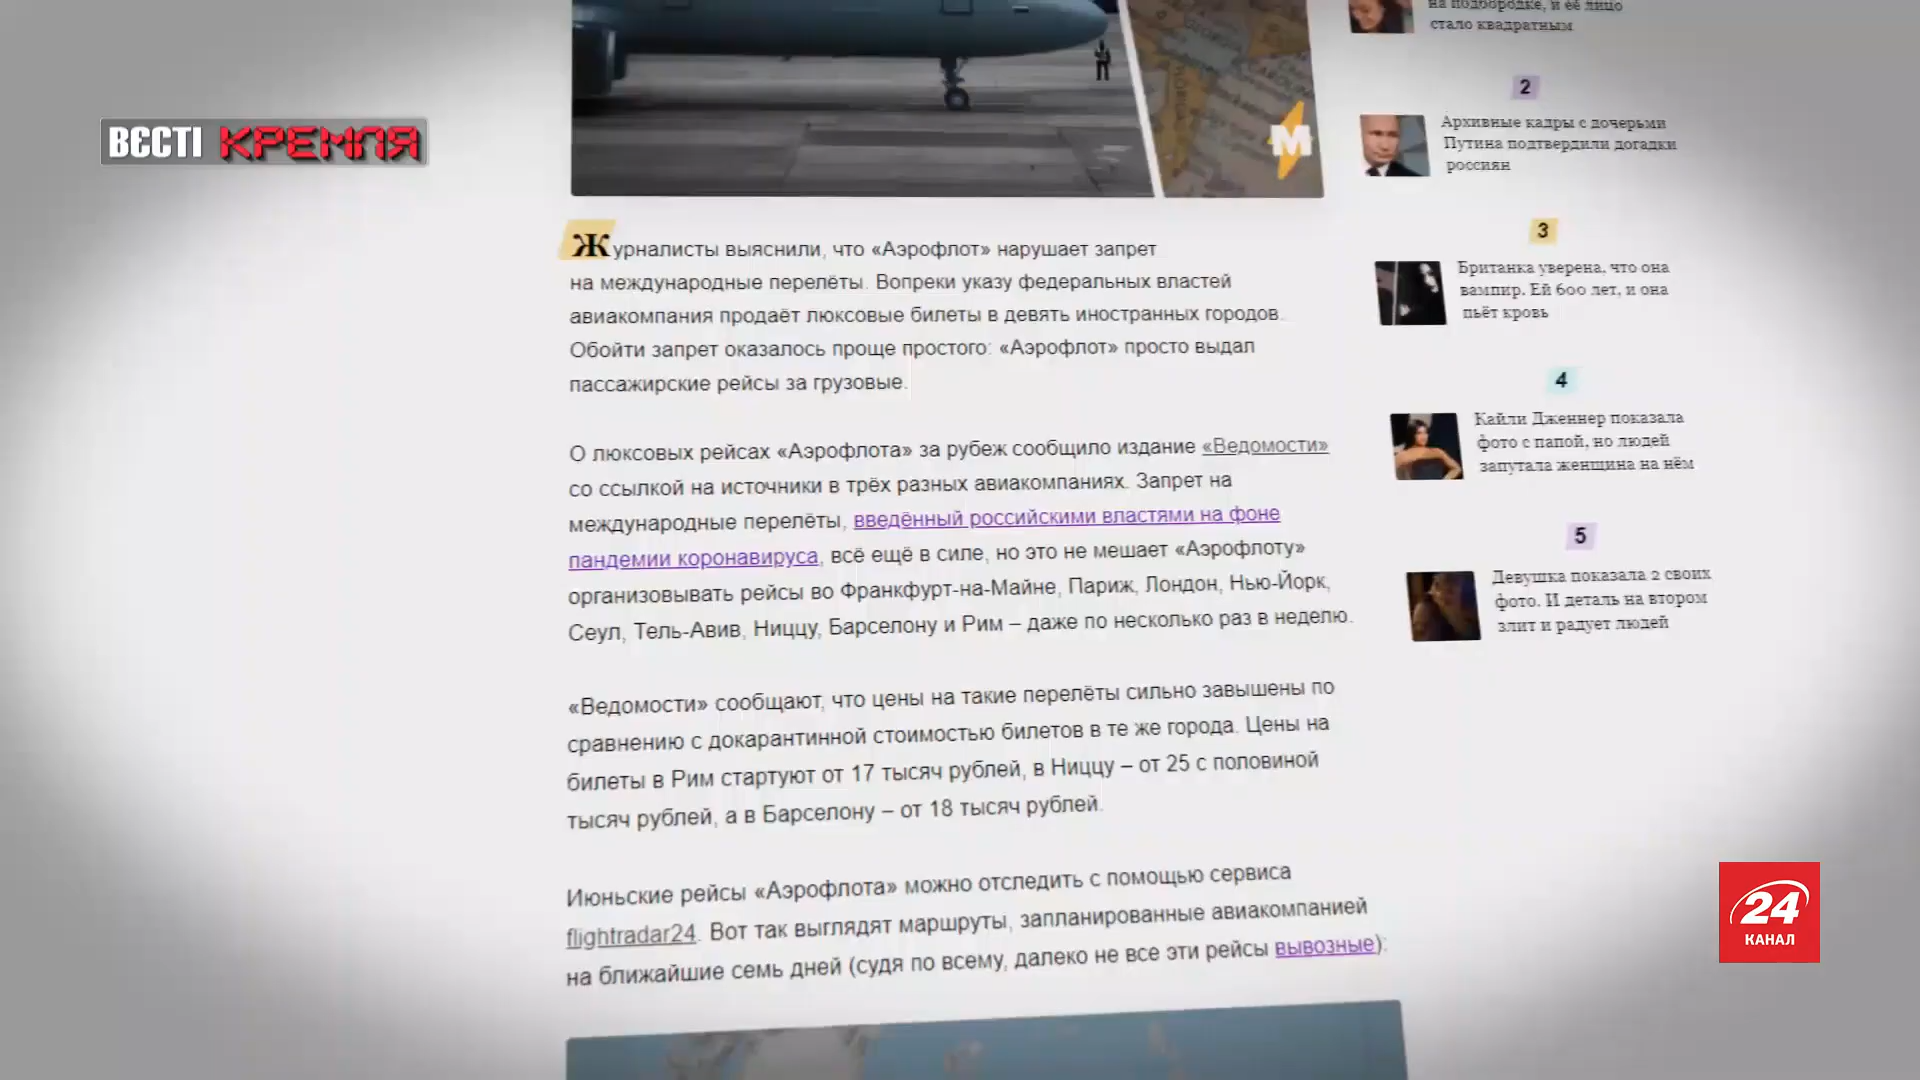 ВЄСТІ КРЕМЛЯ
М
Журналисты выяснили, что «Аэрофлот» нарушает запрет
на международные перелёты. Вопреки указу федеральных властей
авиакомпания продаёт люксовые билеты в девять иностранных городов.
Обойти запрет оказалось проще простого: «Аэрофлот» просто выдал
пассажирские рейсы за грузовые.
О люксовых рейсах «Аэрофлота» за рубеж сообщило издание «Ведомости»
со ссылкой на источники в трёх разных авиакомпаниях. Запрет на
международные перелёты, введённый российскими властями на фоне
пандемии коронавируса, всё ещё в силе, но это не мешает «Аэрофлоту»
организовывать рейсы во Франкфурт-на-Майне, Париж, Лондон, Нью-Йорк,
Сеул, Тель-Авив, Ниццу, Барселону и Рим – даже по несколько раз в неделю.
«Ведомости» сообщают, что цены на такие перелёты сильно завышены по
сравнению с докарантинной стоимостью билетов в те же города. Цены на
билеты в Рим стартуют от 17 тысяч рублей, в Ниццу – от 25 с половиной
тысяч рублей, а в Барселону – от 18 тысяч рублей.
Июньские рейсы «Аэрофлота» можно отследить с помощью сервиса
flightradar24. Вот так выглядят маршруты, запланированные авиакомпанией
на ближайшие семь дней (судя по всему, далеко не все эти рейсы вывозные):
на подбородке, и её лицо
стало квадратным
2
Архивные кадры с дочерьми
Путина подтвердили догадки
россиян
3
Британка уверена, что она
вампир. Ей 600 лет, и она
пьёт кровь
4
Кайли Дженнер показала
фото с папой, но людей
запутала женщина на нём
5
Девушка показала 2 своих
фото. И деталь на втором
злит и радует людей
24
КАНАЛ